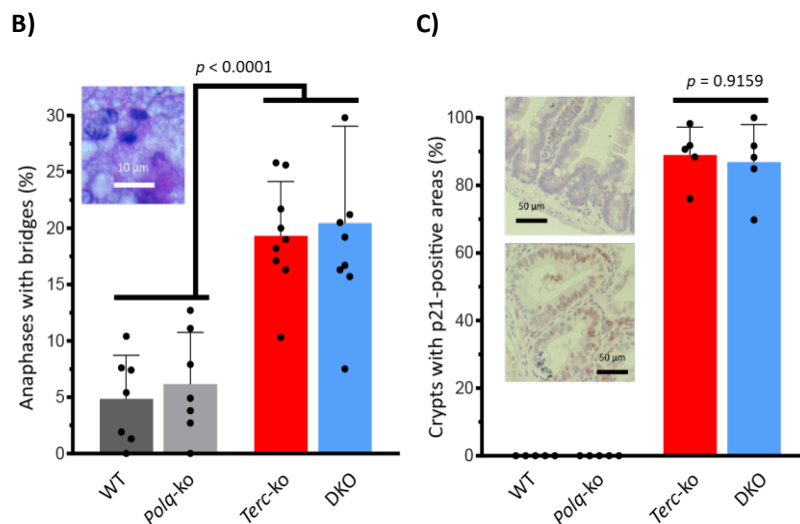 B)
p < 0.0001
Anaphases with bridges (%)
30
25
20
15
10
5
0
10 µm
WT
Polq-ko
Terc-ko
DKO
C)
p = 0.9159
Crypts with p21-positive areas (%)
100
80
60
40
20
0
50 µm
50 µm
WT
Polq-ko
Terc-ko
DKO